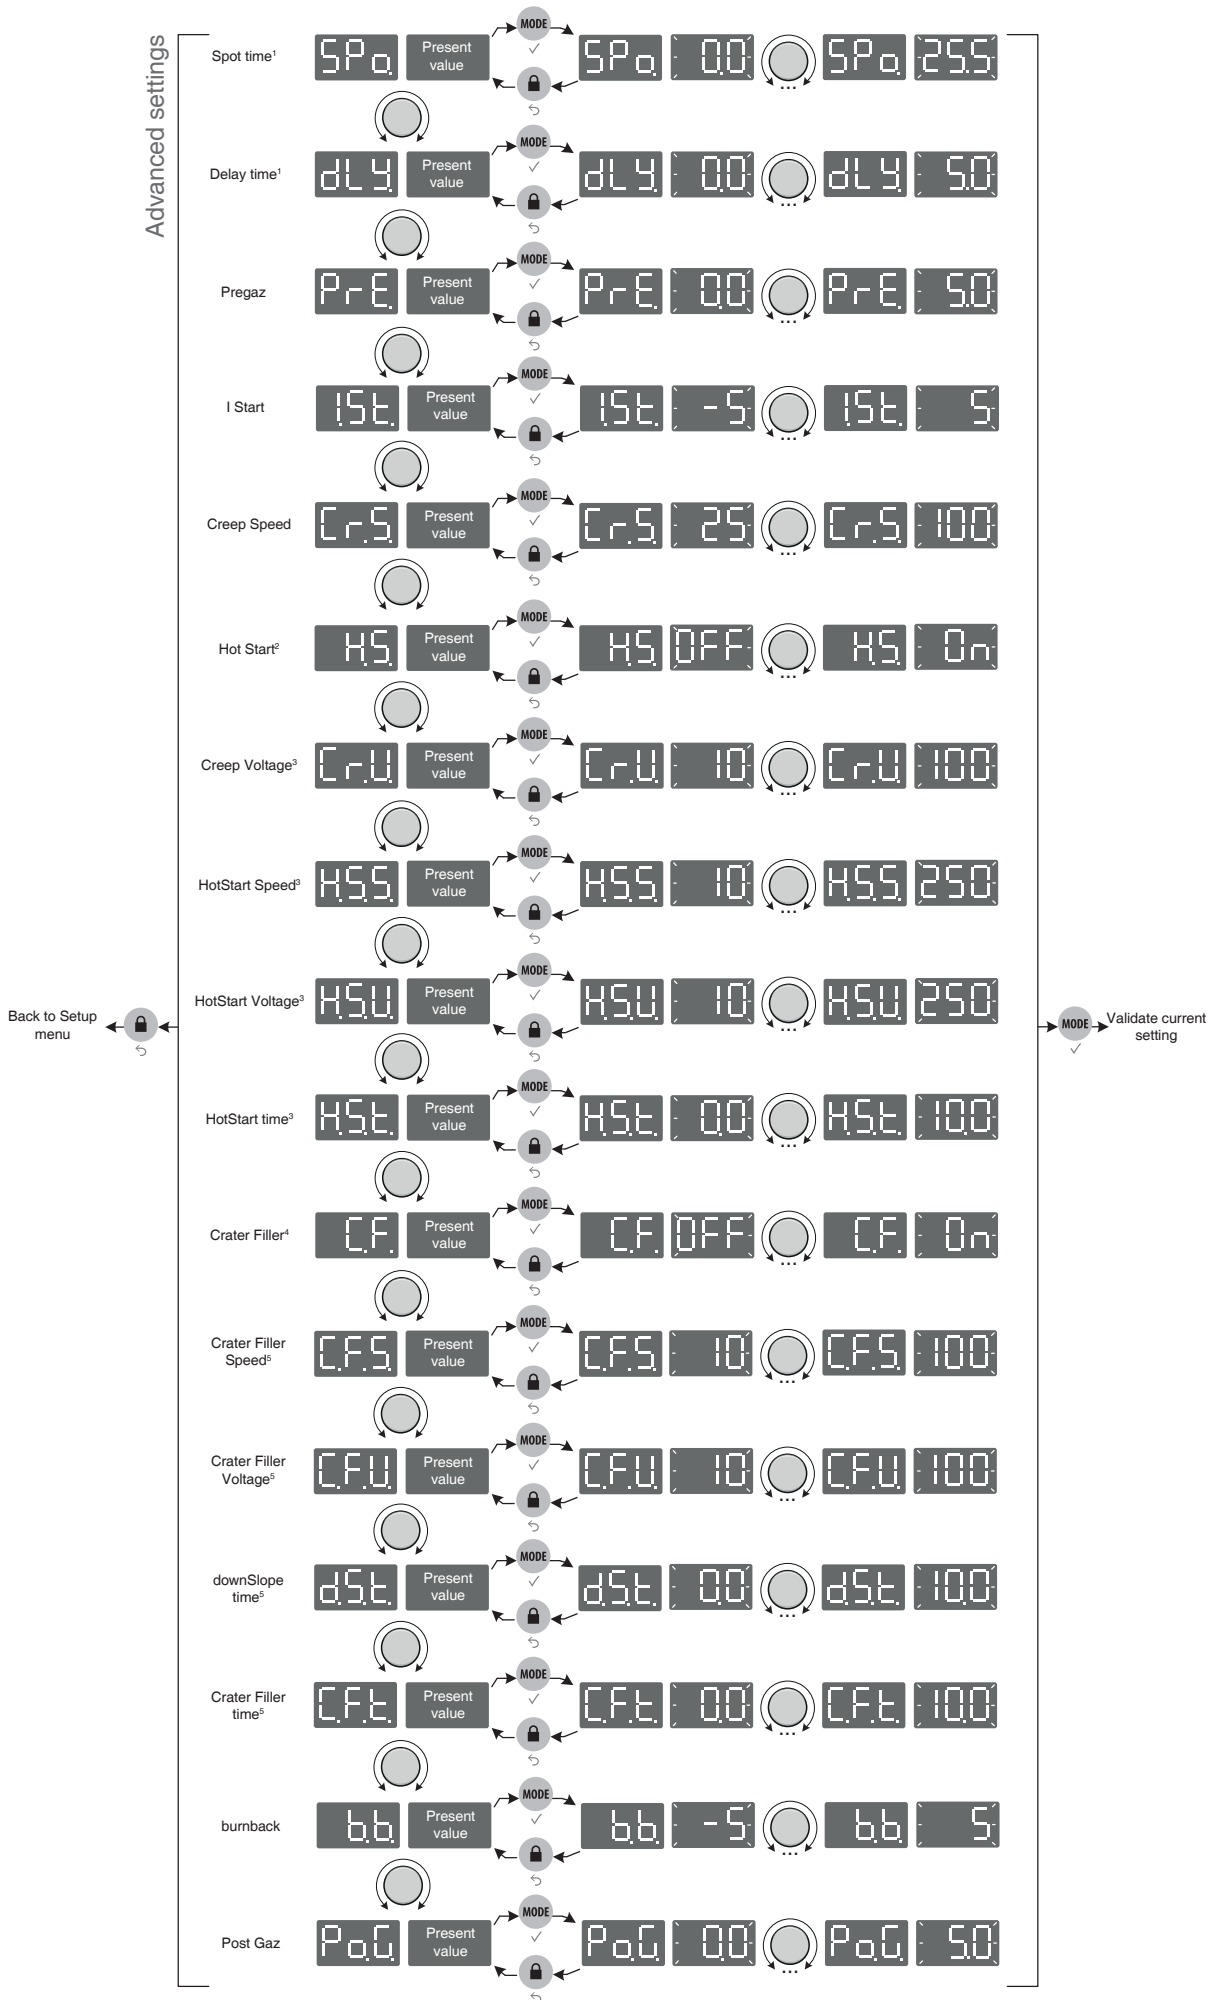 Advanced settings
MODE
Spot time¹ SPo. Present value SPo. 0.0 ... SPo. 25.5
MODE
Delay time¹ dLY. Present value dLY. 0.0 ... dLY. 5.0
MODE
Pregaz PrE. Present value PrE. 0.0 ... PrE. 5.0
MODE
I Start I.St. Present value I.St. -5 ... I.St. 5
MODE
Creep Speed Cr.S. Present value Cr.S. 25 ... Cr.S. 100
MODE
Hot Start² H.S. Present value H.S. OFF ... H.S. On
MODE
Creep Voltage³ Cr.U. Present value Cr.U. 10 ... Cr.U. 100
MODE
HotStart Speed³ H.S.S. Present value H.S.S. 10 ... H.S.S. 250
MODE
HotStart Voltage³ H.S.U. Present value H.S.U. 10 ... H.S.U. 250
Back to Setup
menu
MODE
Validate current
setting
MODE
HotStart time³ H.S.t. Present value H.S.t. 0.0 ... H.S.t. 10.0
MODE
Crater Filler⁴ C.F. Present value C.F. OFF ... C.F. On
MODE
Crater Filler
Speed⁵ C.F.S. Present value C.F.S. 10 ... C.F.S. 100
MODE
Crater Filler
Voltage⁵ C.F.U. Present value C.F.U. 10 ... C.F.U. 100
MODE
downSlope
time⁵ d.S.t. Present value d.S.t. 0.0 ... d.S.t. 10.0
MODE
Crater Filler
time⁵ C.F.t. Present value C.F.t. 0.0 ... C.F.t. 10.0
MODE
burnback b.b. Present value b.b. -5 ... b.b. 5
MODE
Post Gaz Po.G. Present value Po.G. 0.0 ... Po.G. 5.0